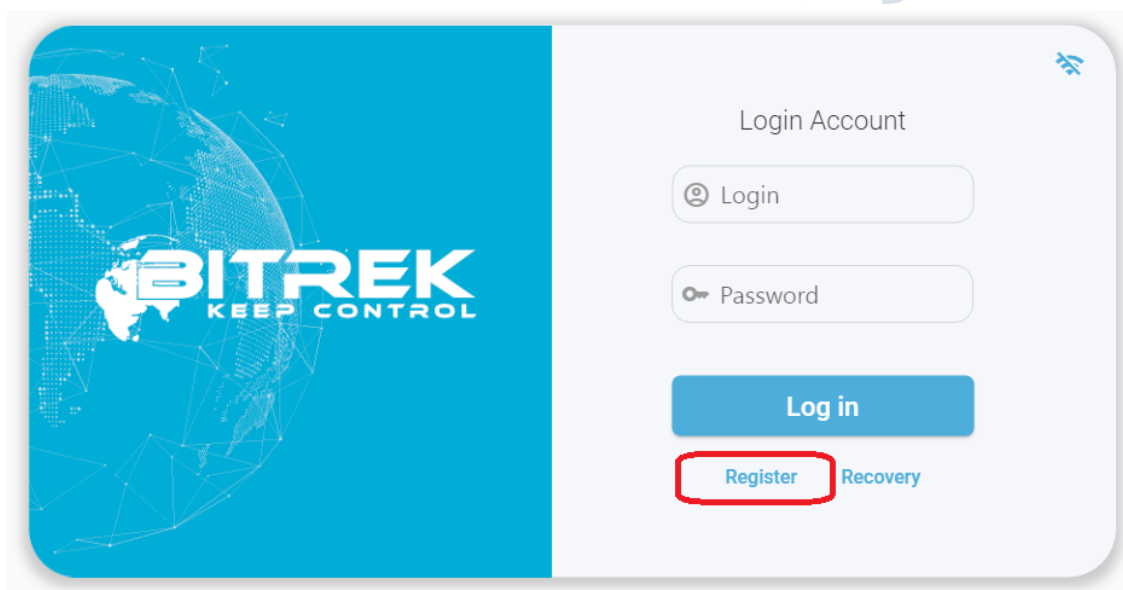 BITREK
KEEP CONTROL
Login Account
Login
Password
Log in
Register Recovery